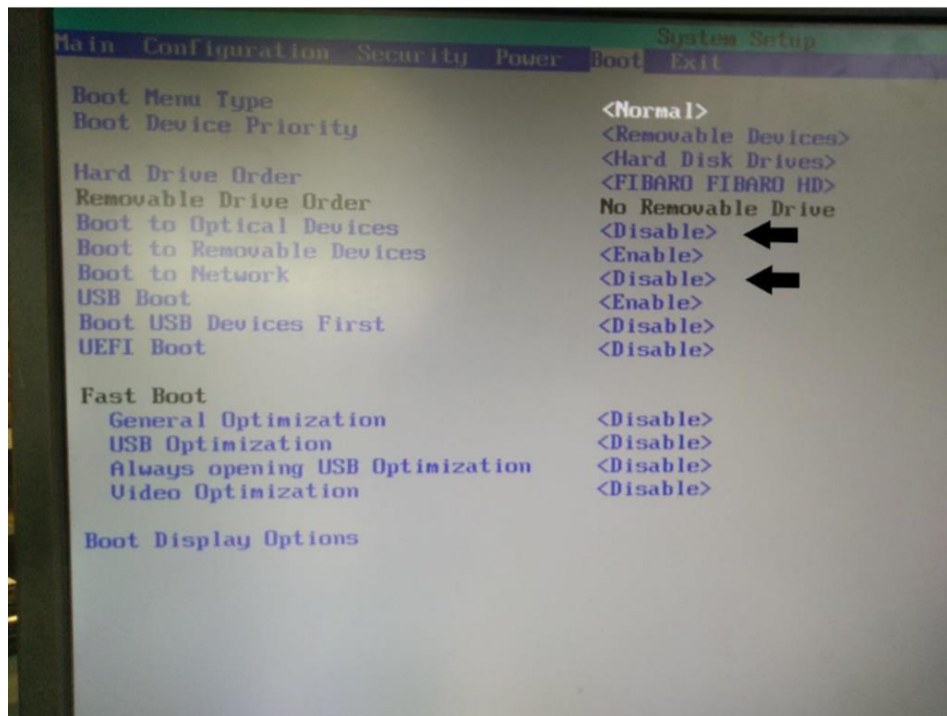 System Setup
Main Configuration Security Power Boot Exit
Boot Menu Type <Normal>
Boot Device Priority <Removable Devices>
<Hard Disk Drives>
Hard Drive Order <FIBARO FIBARO HD>
Removable Drive Order No Removable Drive
Boot to Optical Devices <Disable>
Boot to Removable Devices <Enable>
Boot to Network <Disable>
USB Boot <Enable>
Boot USB Devices First <Disable>
UEFI Boot <Disable>
Fast Boot
General Optimization <Disable>
USB Optimization <Disable>
Always opening USB Optimization <Disable>
Video Optimization <Disable>
Boot Display Options